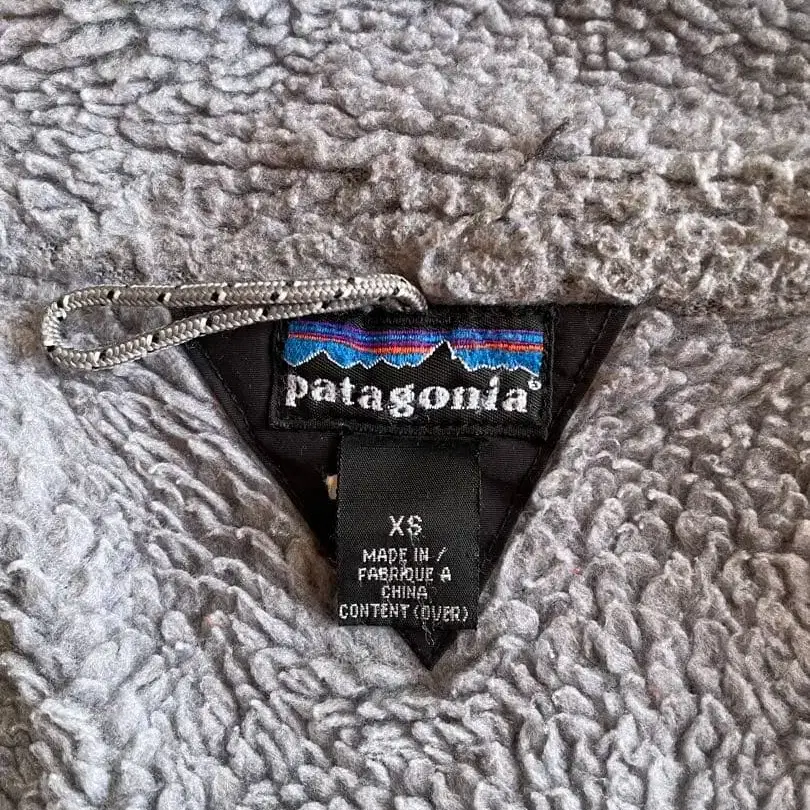 patagonia®
XS
MADE IN /
FABRIQUE A
CHINA
CONTENT (OVER)